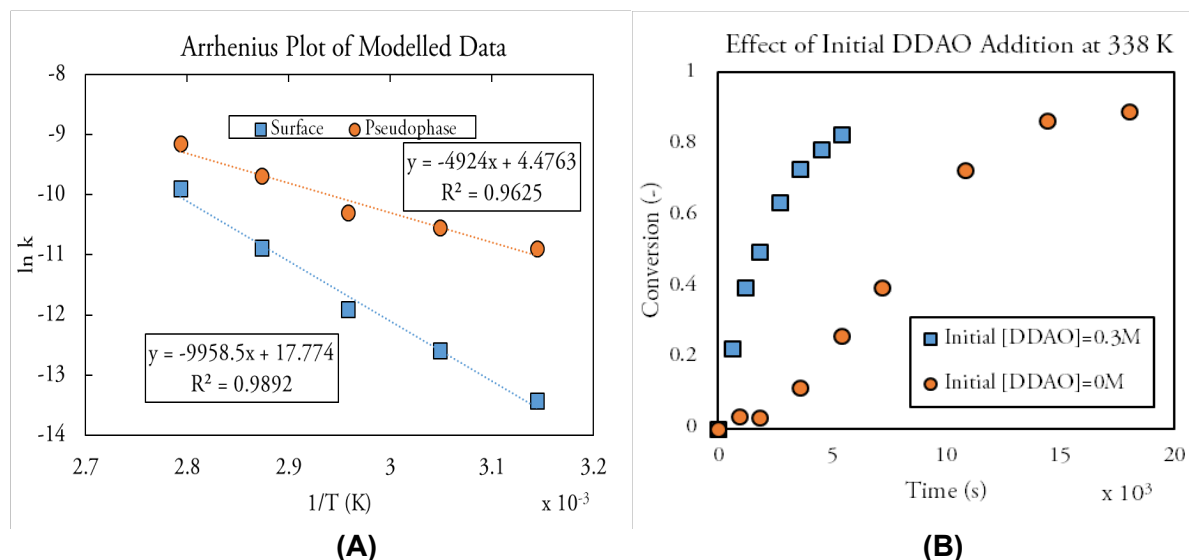 Arrhenius Plot of Modelled Data
-8
-9
-10
-11
-12
-13
-14
ln k
Surface
Pseudophase
y = -4924x + 4.4763
R² = 0.9625
y = -9958.5x + 17.774
R² = 0.9892
2.7
2.8
2.9
3
3.1
3.2
1/T (K)
x 10⁻³
(A)
Effect of Initial DDAO Addition at 338 K
1
0.8
0.6
0.4
0.2
0
Conversion (-)
Initial [DDAO]=0.3M
Initial [DDAO]=0M
0
5
10
15
20
Time (s)
x 10³
(B)